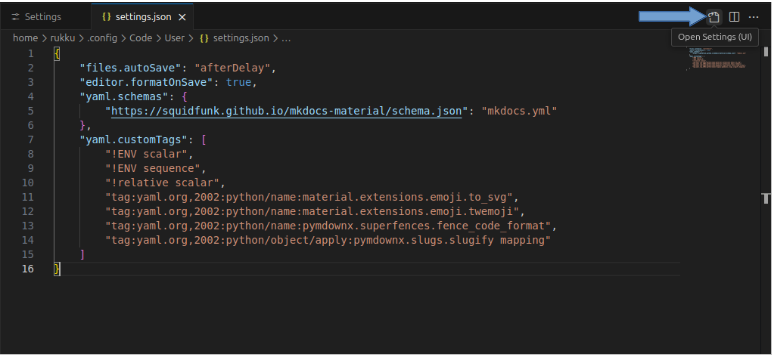 Settings
{} settings.json
Open Settings (UI)
home > rukku > .config > Code > User > {} settings.json > ...
1 {
2 "files.autoSave": "afterDelay",
3 "editor.formatOnSave": true,
4 "yaml.schemas": {
5 "https://squidfunk.github.io/mkdocs-material/schema.json": "mkdocs.yml"
6 },
7 "yaml.customTags": [
8 "!ENV scalar",
9 "!ENV sequence",
10 "!relative scalar",
11 "tag:yaml.org,2002:python/name:material.extensions.emoji.to_svg",
12 "tag:yaml.org,2002:python/name:material.extensions.emoji.twemoji",
13 "tag:yaml.org,2002:python/name:pymdownx.superfences.fence_code_format",
14 "tag:yaml.org,2002:python/object/apply:pymdownx.slugs.slugify mapping"
15 ]
16 }